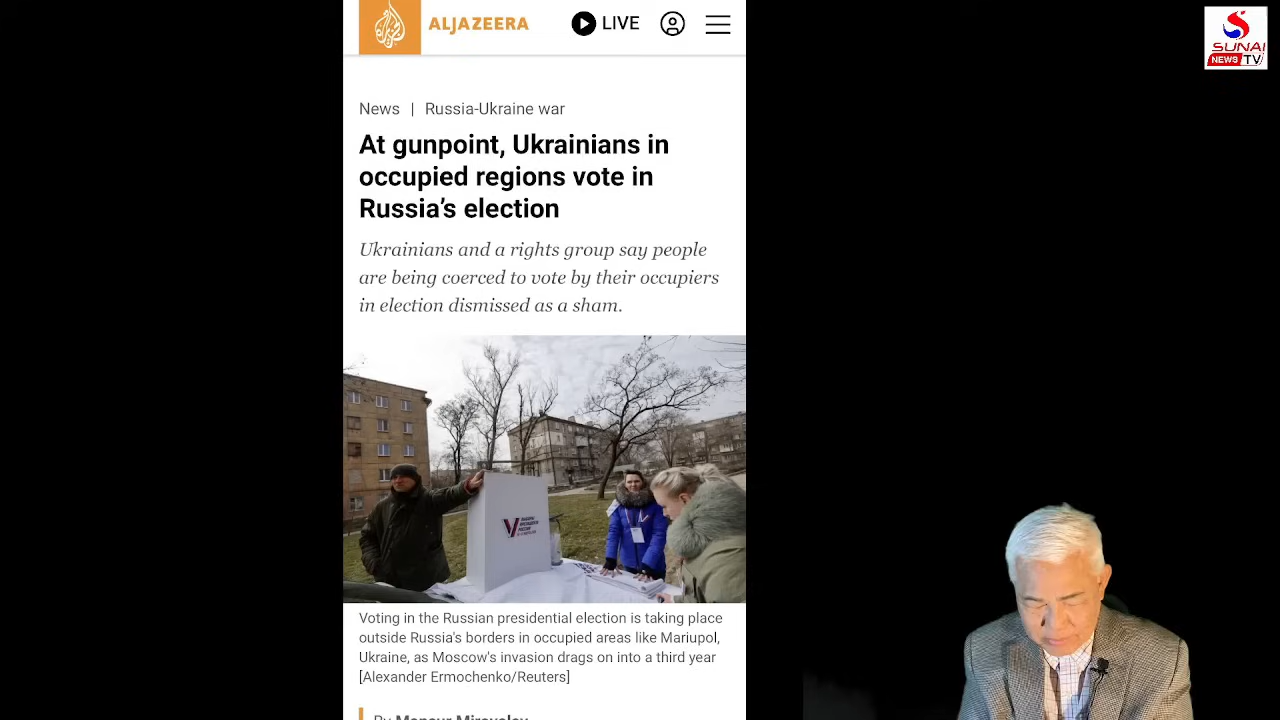 ALJAZEERA
LIVE
SUNAI
NEWS TV
News | Russia-Ukraine war
At gunpoint, Ukrainians in
occupied regions vote in
Russia’s election
Ukrainians and a rights group say people
are being coerced to vote by their occupiers
in election dismissed as a sham.
Voting in the Russian presidential election is taking place
outside Russia's borders in occupied areas like Mariupol,
Ukraine, as Moscow's invasion drags on into a third year
[Alexander Ermochenko/Reuters]
By Mansur Mirovalev